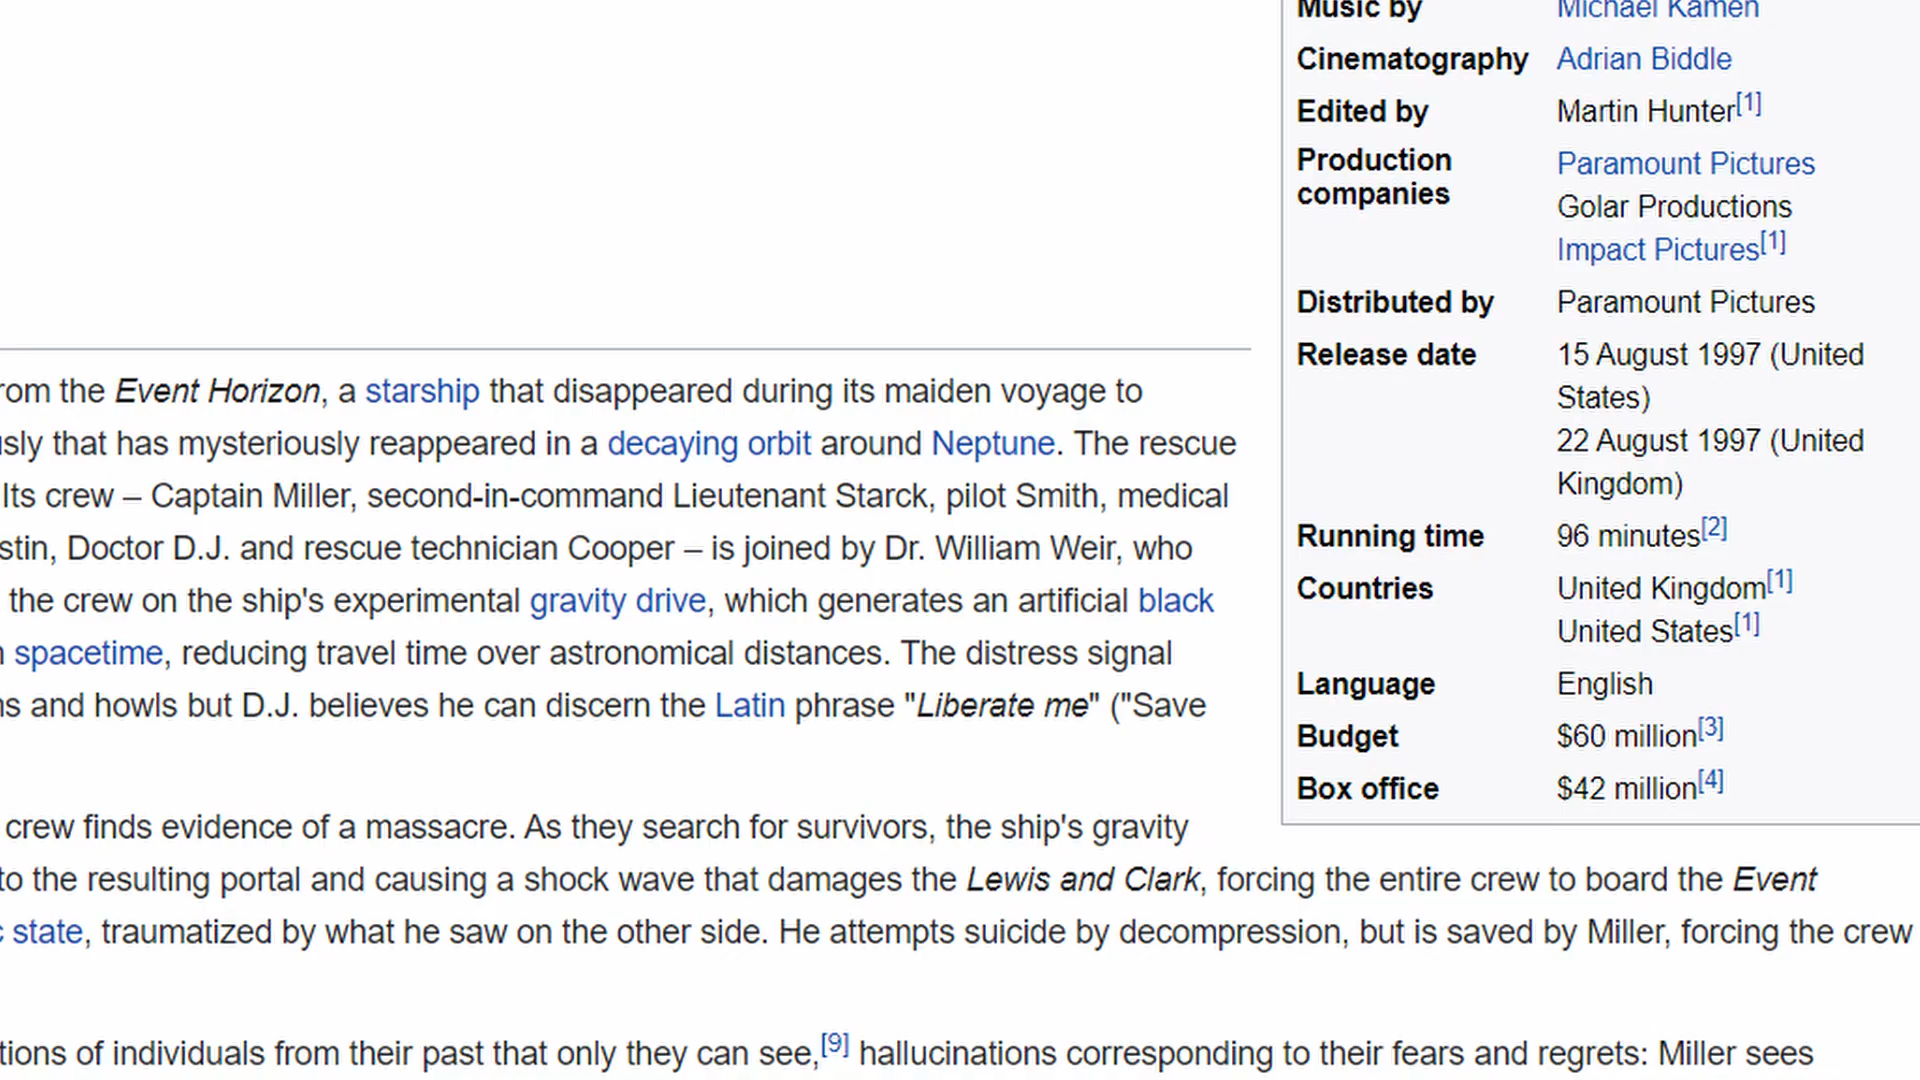 Music by Michael Kamen
Cinematography Adrian Biddle
Edited by Martin Hunter[1]
Production companies Paramount Pictures
Golar Productions
Impact Pictures[1]
Distributed by Paramount Pictures
Release date 15 August 1997 (United
States)
22 August 1997 (United
Kingdom)
Running time 96 minutes[2]
Countries United Kingdom[1]
United States[1]
Language English
Budget $60 million[3]
Box office $42 million[4]
the Event Horizon, a starship that disappeared during its maiden voyage to
that has mysteriously reappeared in a decaying orbit around Neptune. The rescue
Its crew – Captain Miller, second-in-command Lieutenant Starck, pilot Smith, medical
Doctor D.J. and rescue technician Cooper – is joined by Dr. William Weir, who
the crew on the ship's experimental gravity drive, which generates an artificial black
spacetime, reducing travel time over astronomical distances. The distress signal
and howls but D.J. believes he can discern the Latin phrase "Liberate me" ("Save
crew finds evidence of a massacre. As they search for survivors, the ship's gravity
to the resulting portal and causing a shock wave that damages the Lewis and Clark, forcing the entire crew to board the Event
state, traumatized by what he saw on the other side. He attempts suicide by decompression, but is saved by Miller, forcing the crew
of individuals from their past that only they can see,[9] hallucinations corresponding to their fears and regrets: Miller sees